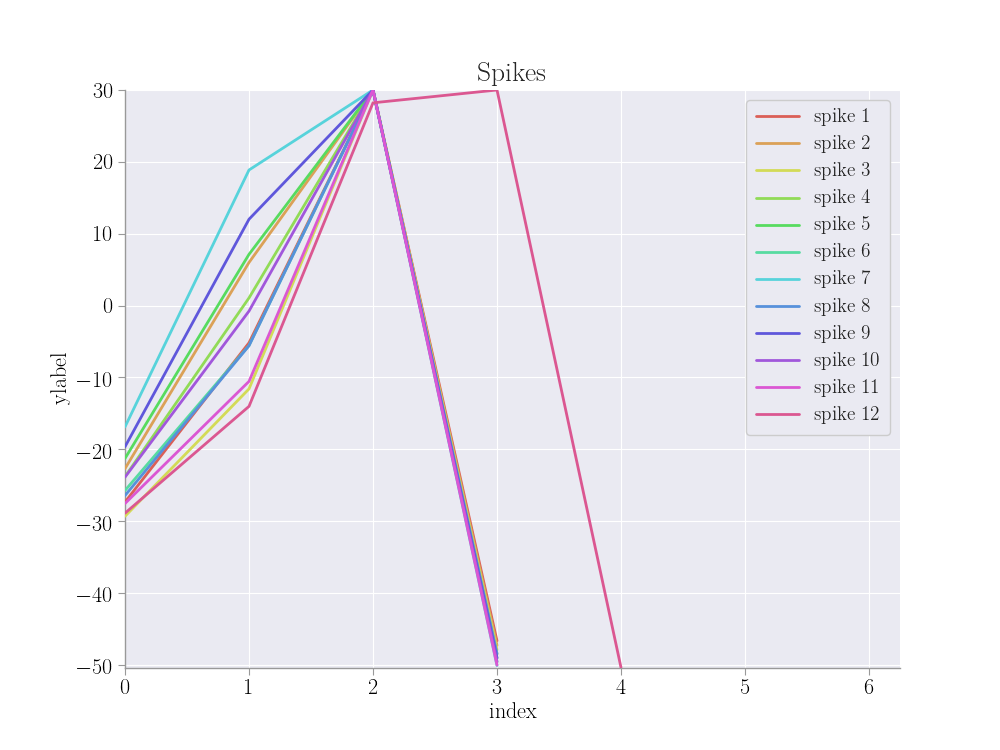 Spikes
30
20
10
0
−10
−20
−30
−40
−50
ylabel
0 1 2 3 4 5 6
index
spike 1
spike 2
spike 3
spike 4
spike 5
spike 6
spike 7
spike 8
spike 9
spike 10
spike 11
spike 12